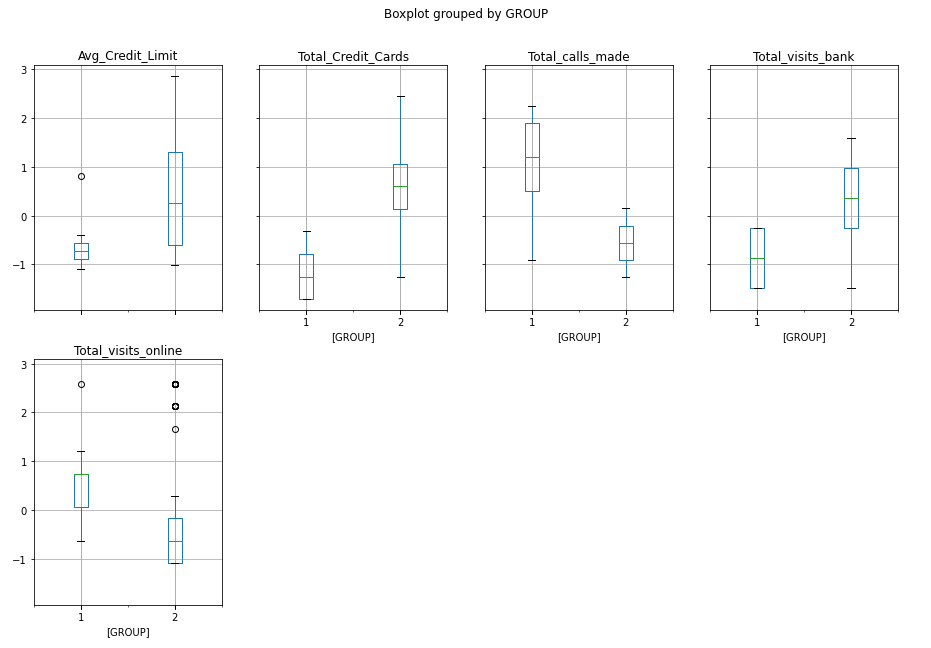 Boxplot grouped by GROUP
Avg_Credit_Limit
Total_Credit_Cards
Total_calls_made
Total_visits_bank
3
2
1
0
−1
1 2
[GROUP]
1 2
[GROUP]
1 2
[GROUP]
Total_visits_online
3
2
1
0
−1
1 2
[GROUP]